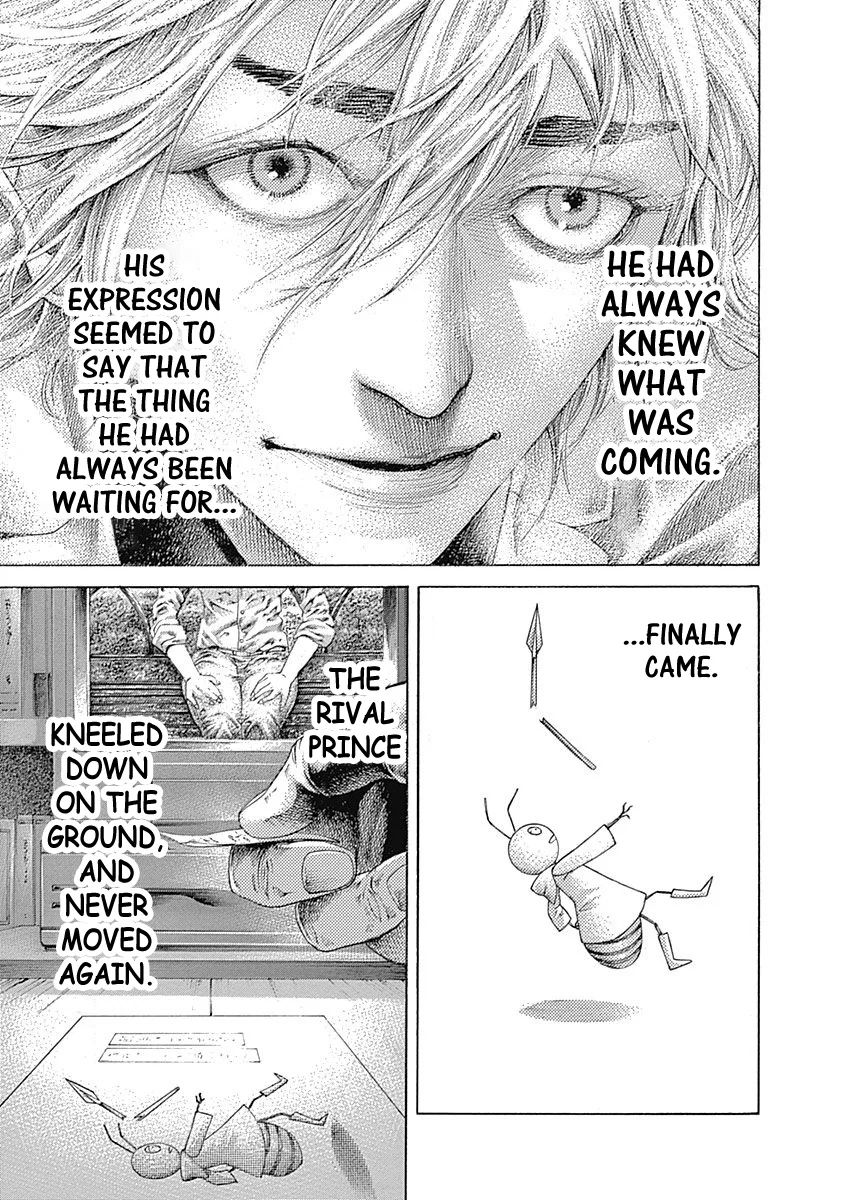 HE HAD
ALWAYS
KNEW
WHAT
WAS
COMING.
HIS
EXPRESSION
SEEMED TO
SAY THAT
THE THING
HE HAD
ALWAYS BEEN
WAITING FOR...
...FINALLY
CAME.
THE
RIVAL
PRINCE
KNEELED
DOWN
ON THE
GROUND,
AND
NEVER
MOVED
AGAIN.